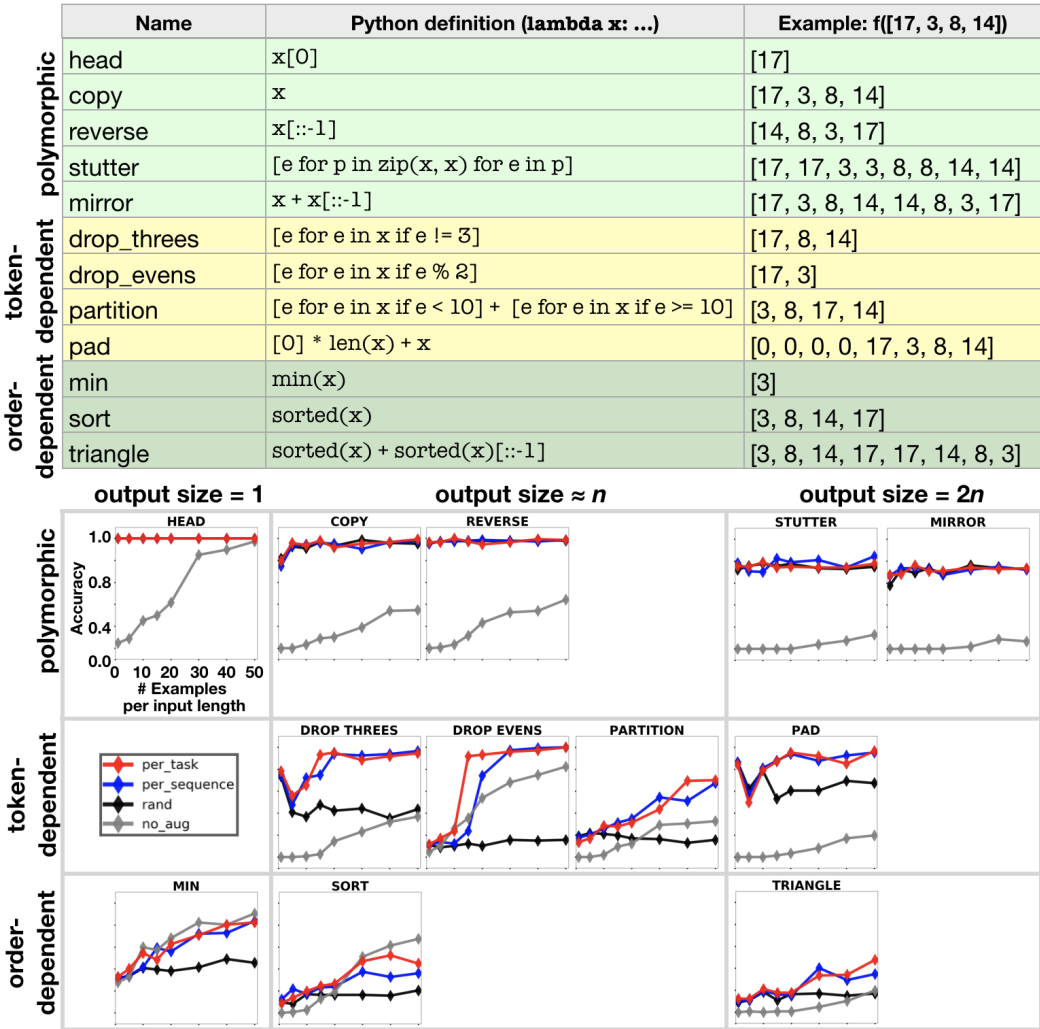 Name Python definition (lambda x: ...) Example: f([17, 3, 8, 14])
polymorphic
head x[0] [17]
copy x [17, 3, 8, 14]
reverse x[::-1] [14, 8, 3, 17]
stutter [e for p in zip(x, x) for e in p] [17, 17, 3, 3, 8, 8, 14, 14]
mirror x + x[::-1] [17, 3, 8, 14, 14, 8, 3, 17]
token-
dependent
drop_threes [e for e in x if e != 3] [17, 8, 14]
drop_evens [e for e in x if e % 2] [17, 3]
partition [e for e in x if e < 10] + [e for e in x if e >= 10] [3, 8, 17, 14]
pad [0] * len(x) + x [0, 0, 0, 0, 17, 3, 8, 14]
order-
dependent
min min(x) [3]
sort sorted(x) [3, 8, 14, 17]
triangle sorted(x) + sorted(x)[::-1] [3, 8, 14, 17, 17, 14, 8, 3]
output size = 1 output size ≈ n output size = 2n
polymorphic
HEAD COPY REVERSE STUTTER MIRROR
1.0
0.8
0.4
0.0
Accuracy
0 10 20 30 40 50
# Examples
per input length
token-
dependent
DROP THREES DROP EVENS PARTITION PAD
per_task
per_sequence
rand
no_aug
order-
dependent
MIN SORT TRIANGLE